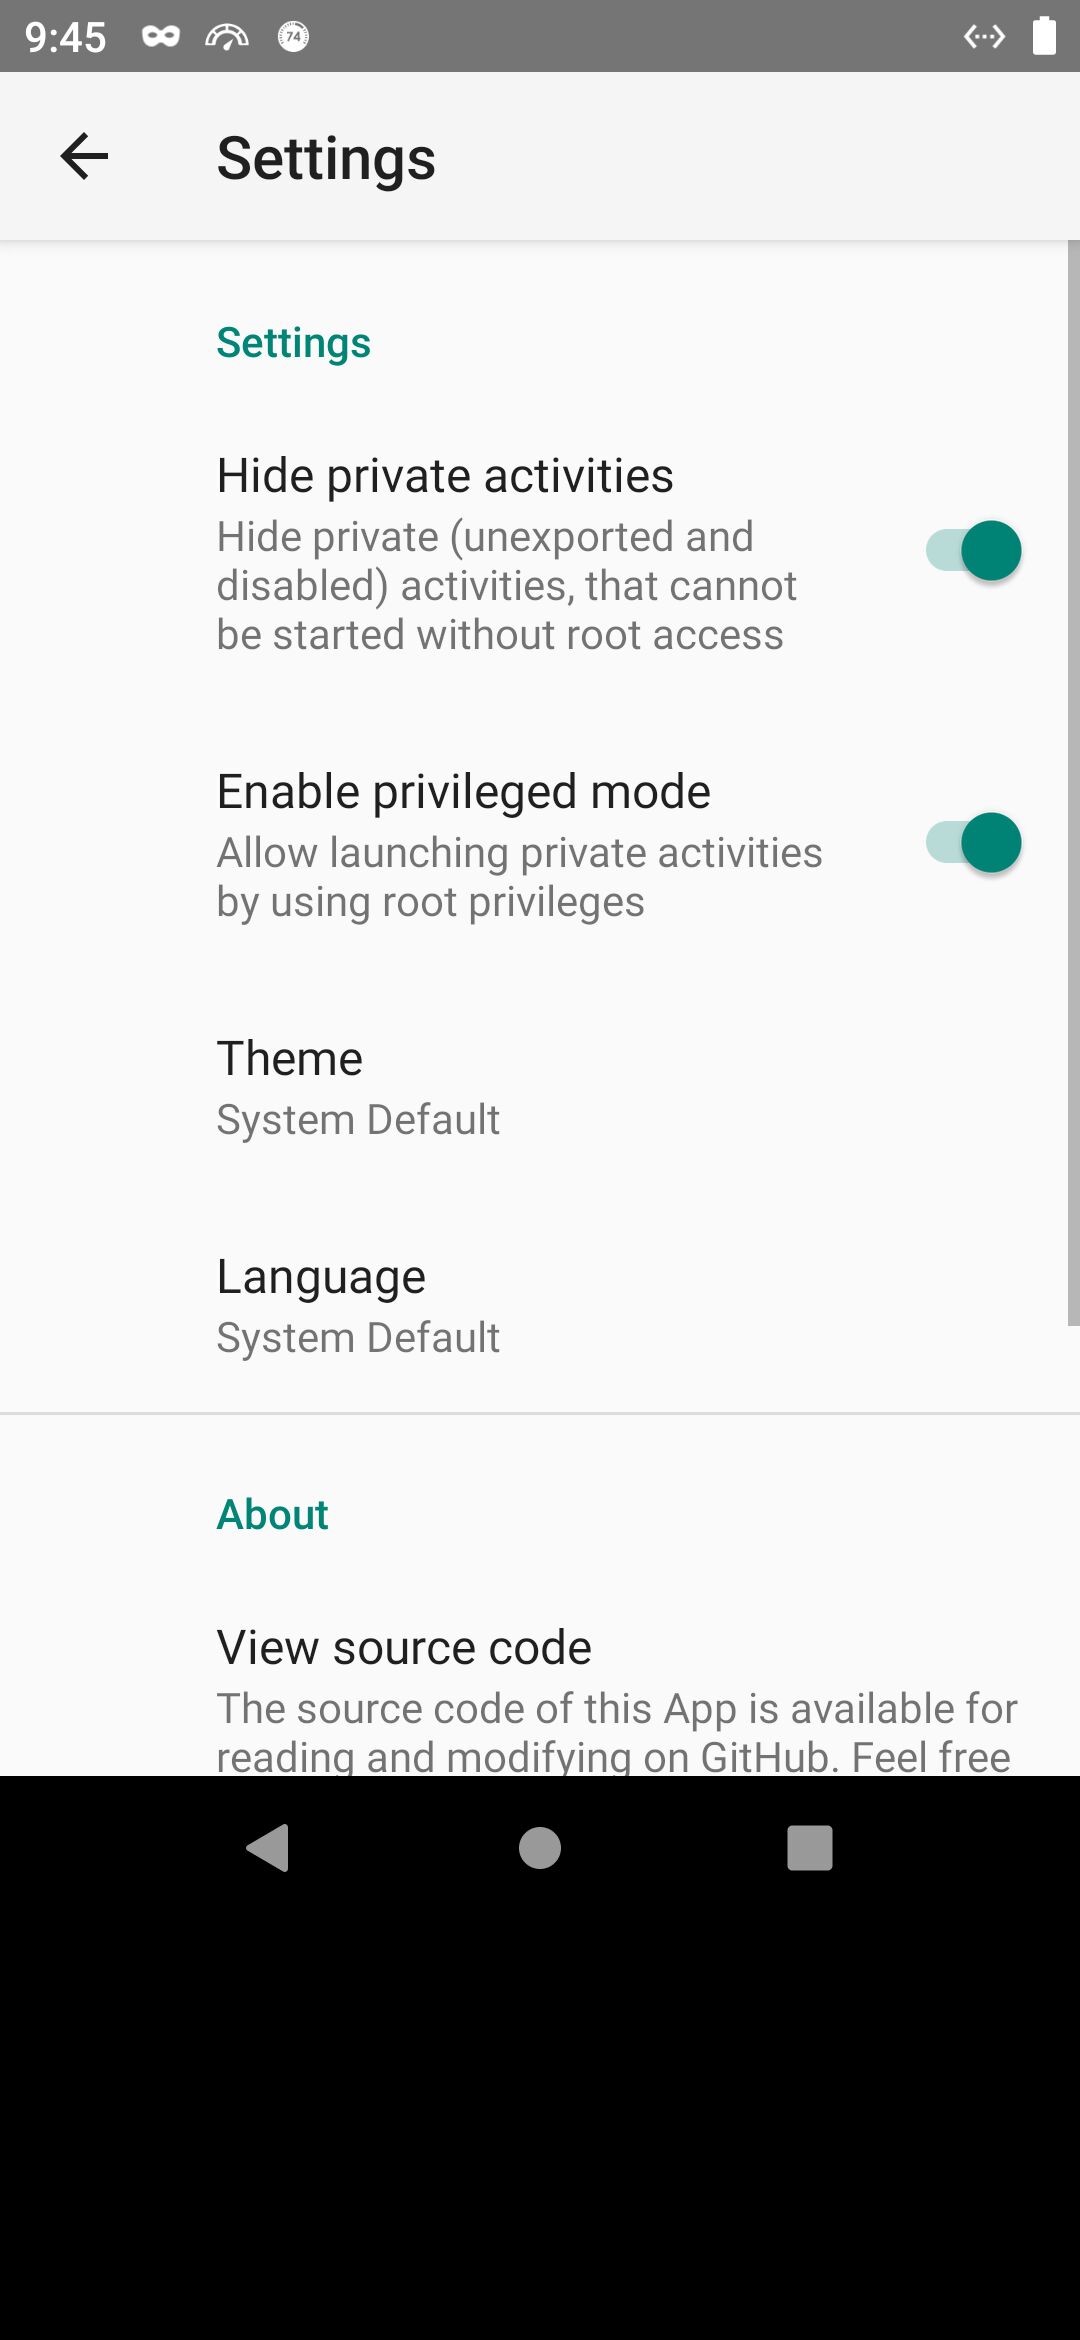 9:45
74
Settings
Settings
Hide private activities
Hide private (unexported and
disabled) activities, that cannot
be started without root access
Enable privileged mode
Allow launching private activities
by using root privileges
Theme
System Default
Language
System Default
About
View source code
The source code of this App is available for
reading and modifying on GitHub. Feel free